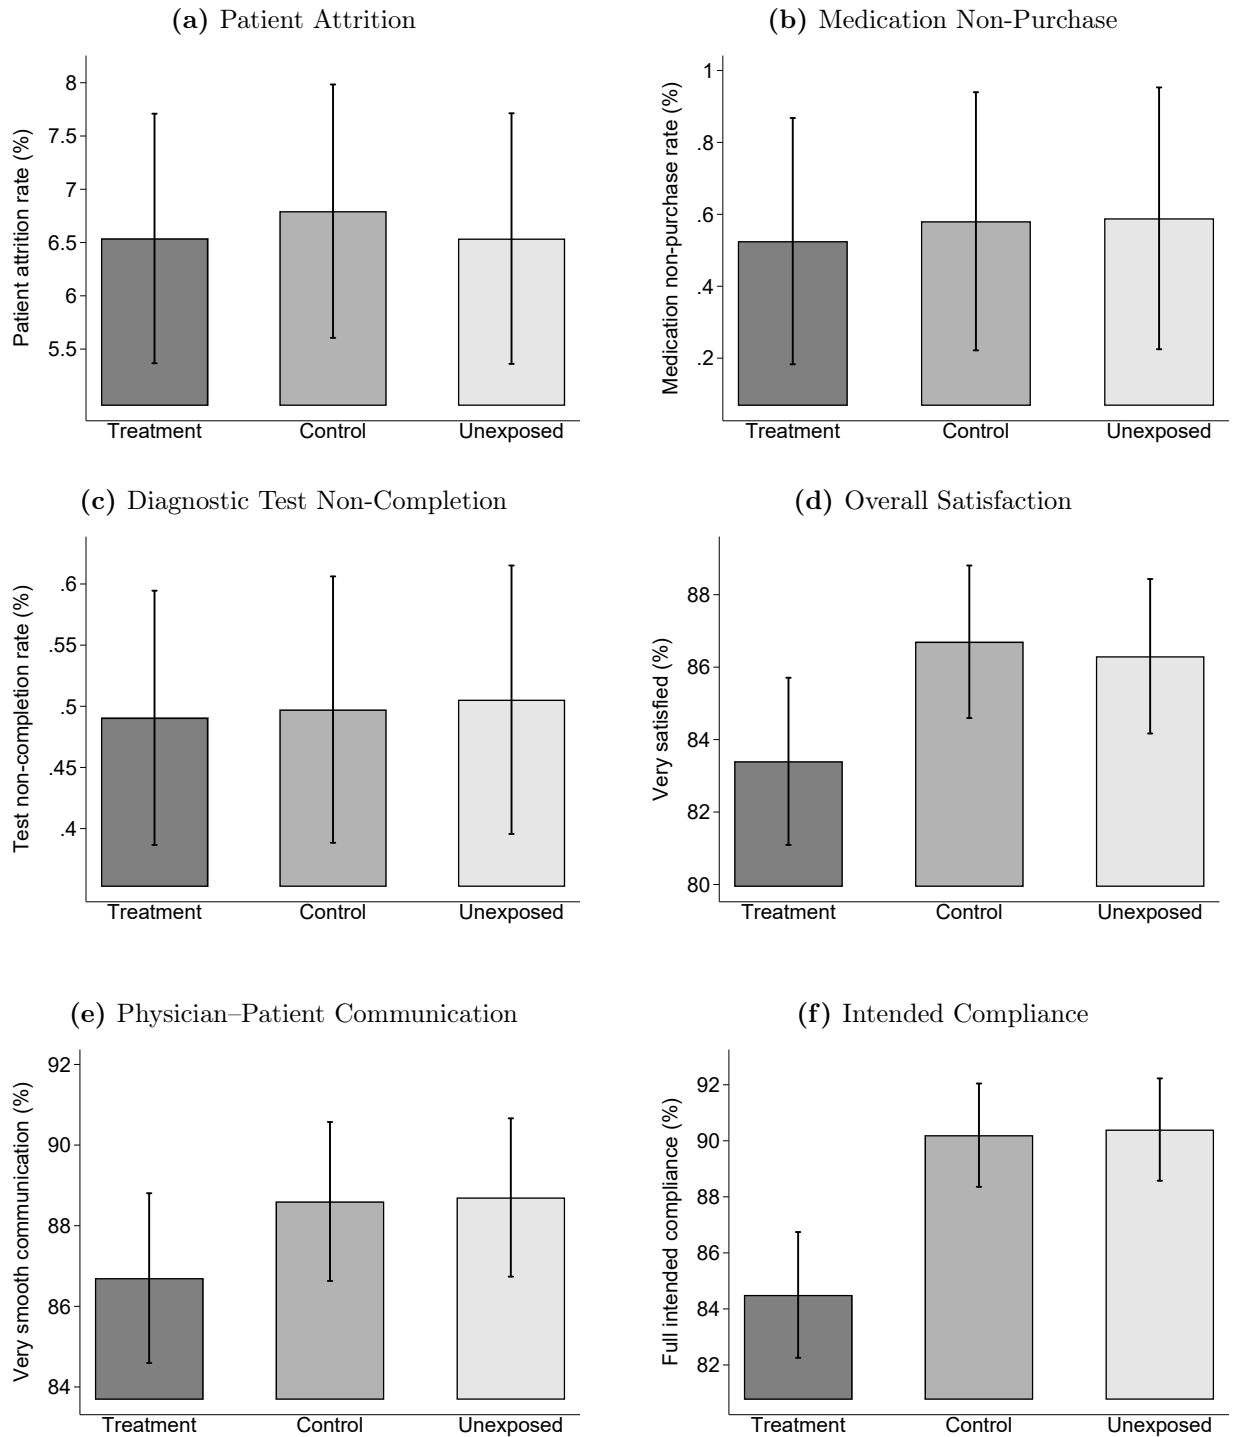 (a) Patient Attrition
Patient attrition rate (%)
8
7.5
7
6.5
6
5.5
Treatment Control Unexposed
(b) Medication Non-Purchase
Medication non-purchase rate (%)
1
.8
.6
.4
.2
Treatment Control Unexposed
(c) Diagnostic Test Non-Completion
Test non-completion rate (%)
.6
.55
.5
.45
.4
Treatment Control Unexposed
(d) Overall Satisfaction
Very satisfied (%)
88
86
84
82
80
Treatment Control Unexposed
(e) Physician–Patient Communication
Very smooth communication (%)
92
90
88
86
84
Treatment Control Unexposed
(f) Intended Compliance
Full intended compliance (%)
92
90
88
86
84
82
Treatment Control Unexposed